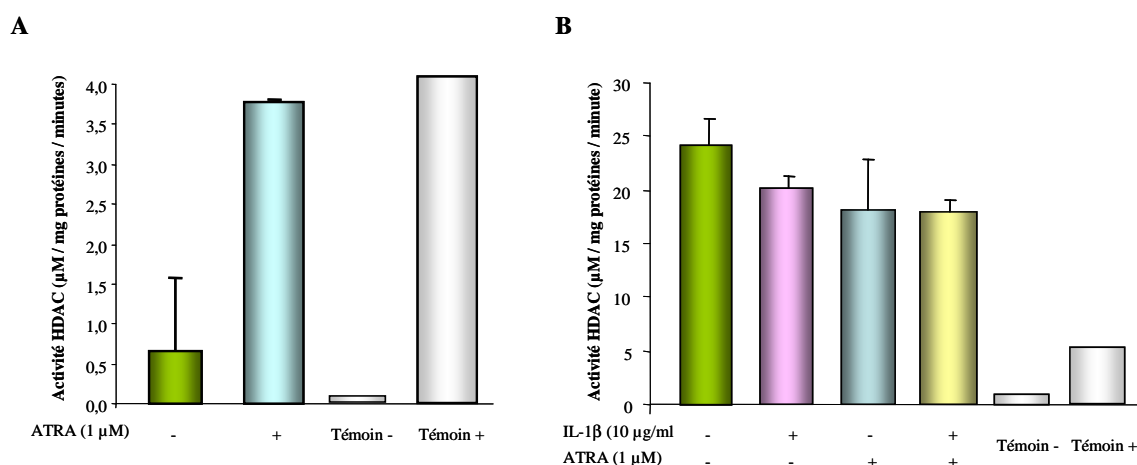 A
B
Activité HDAC (µM / mg protéines / minutes)
4,0
3,5
3,0
2,5
2,0
1,5
1,0
0,5
0,0
ATRA (1 µM) - + Témoin - Témoin +
Activité HDAC (µM / mg protéines / minute)
30
25
20
15
10
5
0
IL-1β (10 µg/ml - + - + Témoin - Témoin +
ATRA (1 µM) - - + +